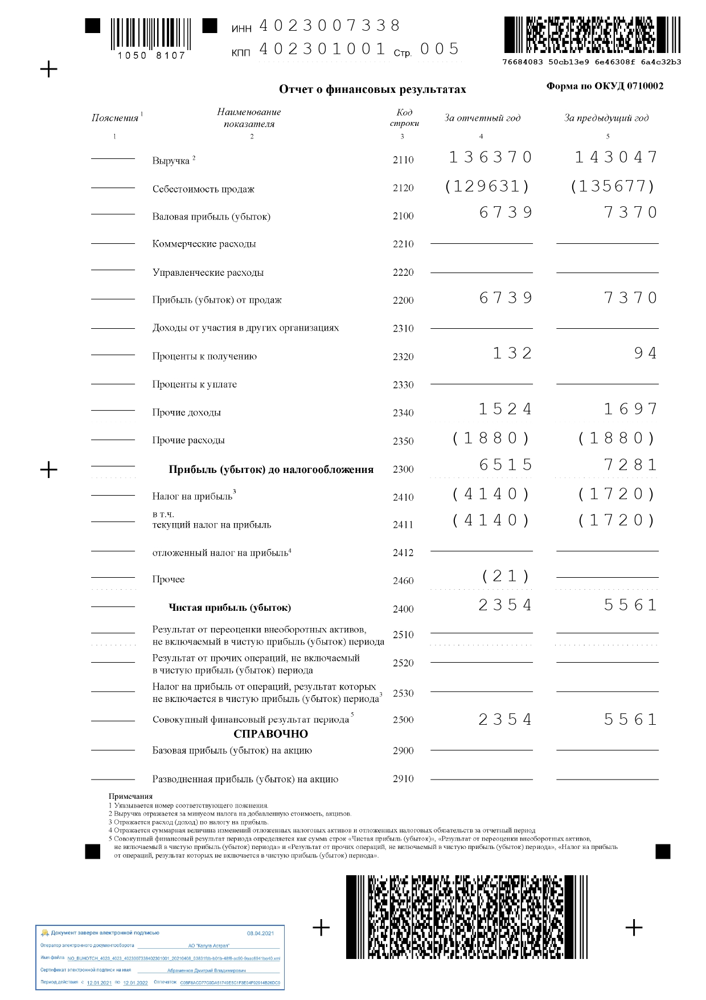 ИНН 4023007338
1050 8107
КПП 402301001 Стр. 005
76684083 50cb13e9 6e46308f 6a4c32b3
Отчет о финансовых результатах
Форма по ОКУД 0710002
Пояснения 1 Наименование показателя Код строки За отчетный год За предыдущий год
1 2 3 4 5
Выручка 2 2110 136370 143047
Себестоимость продаж 2120 (129631) (135677)
Валовая прибыль (убыток) 2100 6739 7370
Коммерческие расходы 2210
Управленческие расходы 2220
Прибыль (убыток) от продаж 2200 6739 7370
Доходы от участия в других организациях 2310
Проценты к получению 2320 132 94
Проценты к уплате 2330
Прочие доходы 2340 1524 1697
Прочие расходы 2350 (1880) (1880)
Прибыль (убыток) до налогообложения 2300 6515 7281
Налог на прибыль 3 2410 (4140) (1720)
в т.ч.
текущий налог на прибыль 2411 (4140) (1720)
отложенный налог на прибыль 4 2412
Прочее 2460 (21)
Чистая прибыль (убыток) 2400 2354 5561
Результат от переоценки внеоборотных активов,
не включаемый в чистую прибыль (убыток) периода 2510
Результат от прочих операций, не включаемый
в чистую прибыль (убыток) периода 2520
Налог на прибыль от операций, результат которых
не включается в чистую прибыль (убыток) периода 3 2530
Совокупный финансовый результат периода 5 2500 2354 5561
СПРАВОЧНО
Базовая прибыль (убыток) на акцию 2900
Разводненная прибыль (убыток) на акцию 2910
Примечания
1 Указывается номер соответствующего пояснения.
2 Выручка отражается за минусом налога на добавленную стоимость, акцизов.
3 Отражается расход (доход) по налогу на прибыль.
4 Отражается суммарная величина изменений отложенных налоговых активов и отложенных налоговых обязательств за отчетный период
5 Совокупный финансовый результат периода определяется как сумма строк «Чистая прибыль (убыток)», «Результат от переоценки внеоборотных активов,
не включаемый в чистую прибыль (убыток) периода» и «Результат от прочих операций, не включаемый в чистую прибыль (убыток) периода», «Налог на прибыль
от операций, результат которых не включается в чистую прибыль (убыток) периода».
Документ заверен электронной подписью 08.04.2021
Оператор электронного документооборота АО "Калуга Астрал"
Имя файла NO_BUHOTCH_4023_4023_4023007338402301001_20210408_03831fdb-b01b-48f6-ac90-9aac6941ba40.xml
Сертификат электронной подписи на имя Абраменков Дмитрий Владимирович
Период действия с 12.01.2021 по 12.01.2022 Отпечаток C0BF8ACD77C0DA51749E5C1F3E04F92914B26DC9